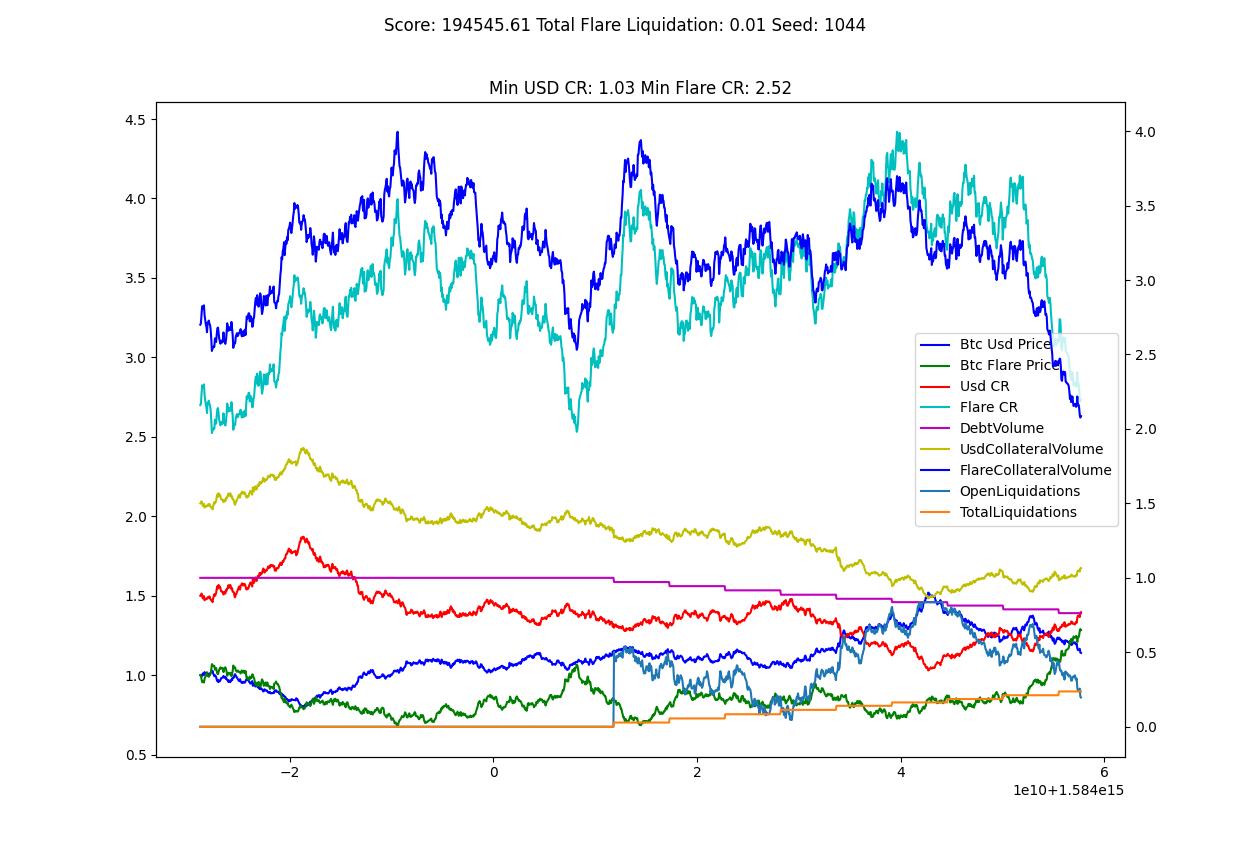 Score: 194545.61 Total Flare Liquidation: 0.01 Seed: 1044
Min USD CR: 1.03 Min Flare CR: 2.52
4.5
4.0
3.5
3.0
2.5
2.0
1.5
1.0
0.5
4.0
3.5
3.0
2.5
2.0
1.5
1.0
0.5
0.0
Btc Usd Price
Btc Flare Price
Usd CR
Flare CR
DebtVolume
UsdCollateralVolume
FlareCollateralVolume
OpenLiquidations
TotalLiquidations
−2 0 2 4 6
1e10+1.584e15